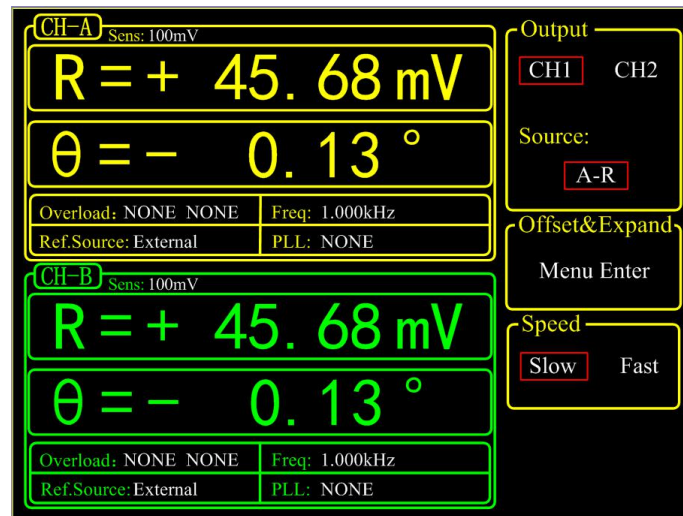 CH-A Sens: 100mV
R = + 45.68 mV
θ = - 0.13 °
Overload: NONE NONE Freq: 1.000kHz
Ref.Source: External PLL: NONE
CH-B Sens: 100mV
R = + 45.68 mV
θ = - 0.13 °
Overload: NONE NONE Freq: 1.000kHz
Ref.Source: External PLL: NONE
Output
CH1 CH2
Source:
A-R
Offset&Expand
Menu Enter
Speed
Slow Fast